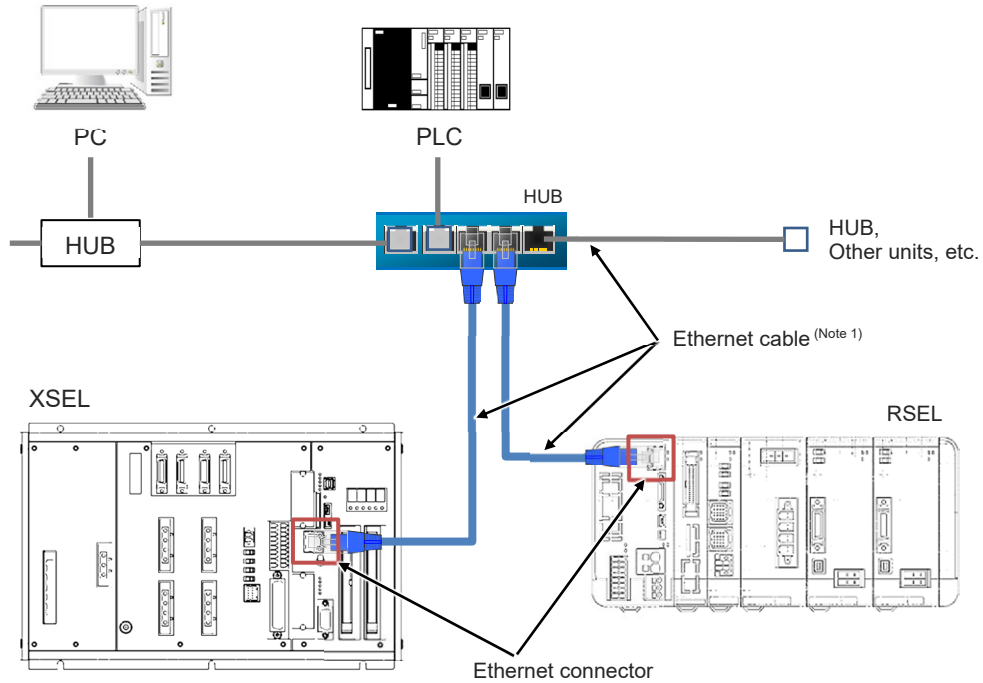 PC
PLC
HUB
HUB
HUB,
Other units, etc.
Ethernet cable (Note 1)
XSEL
RSEL
Ethernet connector